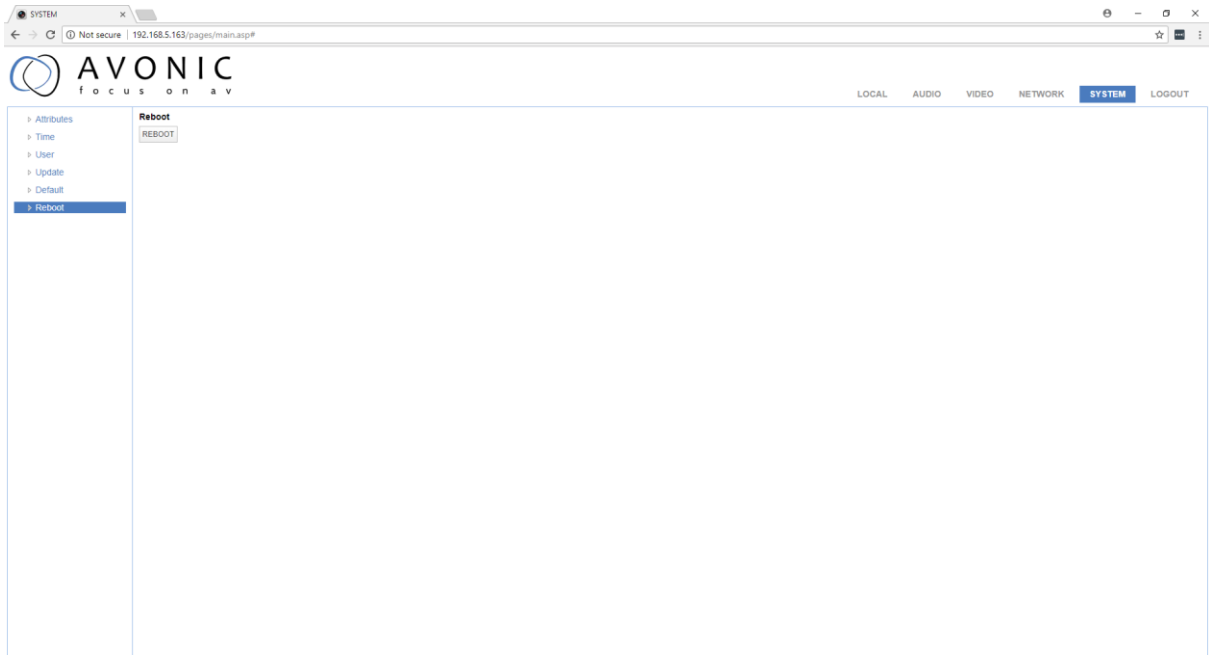 SYSTEM
Not secure | 192.168.5.163/pages/main.asp#
AVONIC
focus on av
LOCAL AUDIO VIDEO NETWORK SYSTEM LOGOUT
Attributes
Time
User
Update
Default
Reboot
Reboot
REBOOT